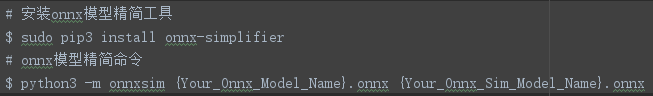 # 安装onnx模型精简工具
$ sudo pip3 install onnx-simplifier
# onnx模型精简命令
$ python3 -m onnxsim {Your_Onnx_Model_Name}.onnx {Your_Onnx_Sim_Model_Name}.onnx